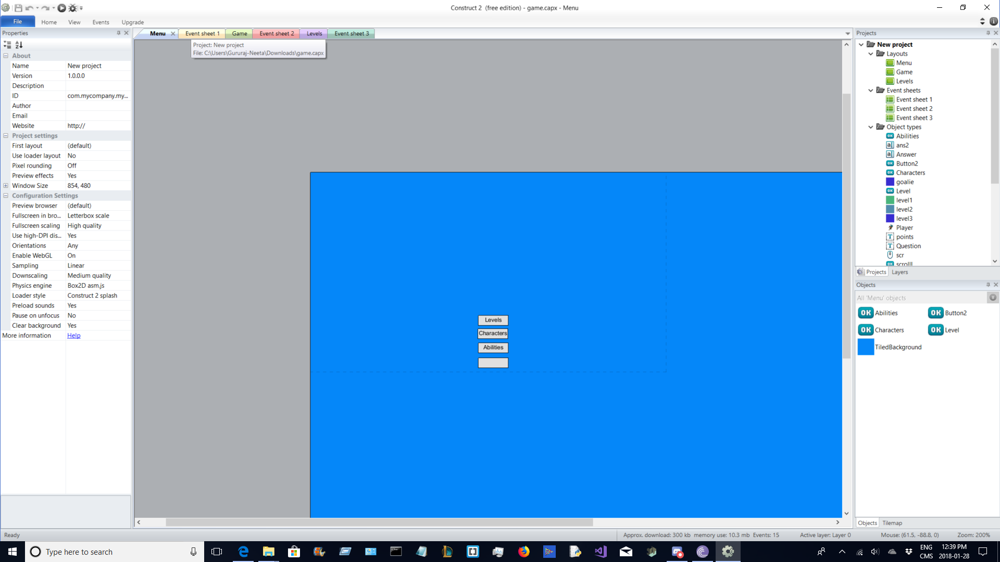 Construct 2  (free edition) - game.capx - Menu
File Home View Events Upgrade
Properties
Menu Event sheet 1 Game Event sheet 2 Levels Event sheet 3
Project: New project
File: C:\Users\Gururaj-Neeta\Downloads\game.capx
About
Name New project
Version 1.0.0.0
Description
ID com.mycompany.my...
Author
Email
Website http://
Project settings
First layout (default)
Use loader layout No
Pixel rounding Off
Preview effects Yes
Window Size 854, 480
Configuration Settings
Preview browser (default)
Fullscreen in bro... Letterbox scale
Fullscreen scaling High quality
Use high-DPI dis... Yes
Orientations Any
Enable WebGL On
Sampling Linear
Downscaling Medium quality
Physics engine Box2D asm.js
Loader style Construct 2 splash
Preload sounds Yes
Pause on unfocus No
Clear background Yes
More information Help
Levels
Characters
Abilities
Projects
New project
Layouts
Menu
Game
Levels
Event sheets
Event sheet 1
Event sheet 2
Event sheet 3
Object types
OK Abilities
a] ans2
a] Answer
OK Button2
OK Characters
goalie
OK Level
level1
level2
level3
Player
T points
T Question
scr
OK scrollll
Projects Layers
Objects
All 'Menu' objects
OK Abilities OK Button2
OK Characters OK Level
TiledBackground
Objects Tilemap
Ready
Approx. download: 300 kb memory use: 10.3 mb Events: 15 Active layer: Layer 0 Mouse: (61.5, -88.8, 0) Zoom: 200%
Type here to search
ENG 12:39 PM
CMS 2018-01-28